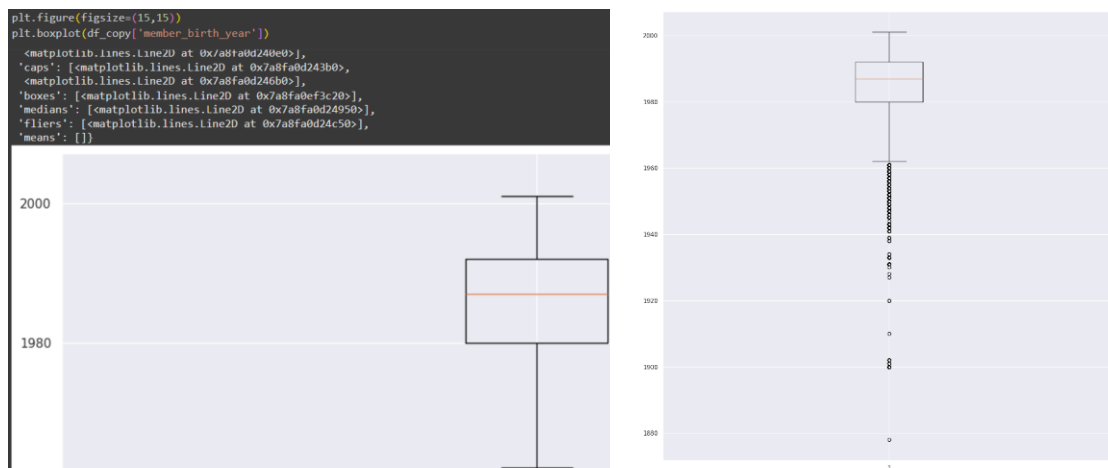 plt.figure(figsize=(15,15))
plt.boxplot(df_copy['member_birth_year'])
<matplotlib.lines.Line2D at 0x7a8fa0d240e0>],
'caps': [<matplotlib.lines.Line2D at 0x7a8fa0d243b0>,
<matplotlib.lines.Line2D at 0x7a8fa0d246b0>],
'boxes': [<matplotlib.lines.Line2D at 0x7a8fa0ef3c20>],
'medians': [<matplotlib.lines.Line2D at 0x7a8fa0d24950>],
'fliers': [<matplotlib.lines.Line2D at 0x7a8fa0d24c50>],
'means': []}
2000
1980
2000
1980
1960
1940
1920
1900
1880